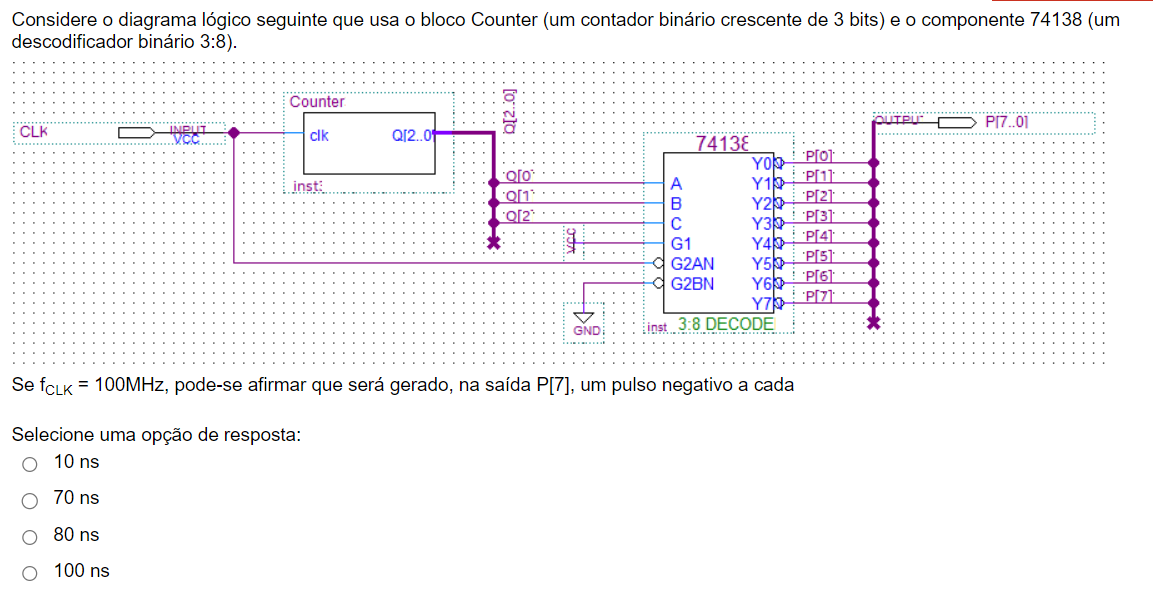 Considere o diagrama lógico seguinte que usa o bloco Counter (um contador binário crescente de 3 bits) e o componente 74138 (um
descodificador binário 3:8).
Counter
CLK
INPUT
VCC
clk
Q[2..0]
inst
Q[2..0]
Q[0]
Q[1]
Q[2]
VCC
GND
74138
A
B
C
G1
G2AN
G2BN
Y0
Y1
Y2
Y3
Y4
Y5
Y6
Y7
inst
3:8 DECODE
P[0]
P[1]
P[2]
P[3]
P[4]
P[5]
P[6]
P[7]
OUTPUT
P[7..0]
Se fCLK = 100MHz, pode-se afirmar que será gerado, na saída P[7], um pulso negativo a cada
Selecione uma opção de resposta:
10 ns
70 ns
80 ns
100 ns